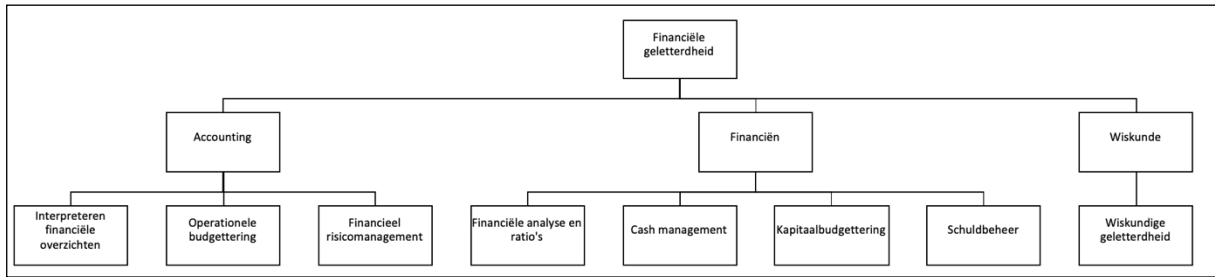 Financiële
geletterdheid
Accounting
Financiën
Wiskunde
Interpreteren
financiële
overzichten
Operationele
budgettering
Financieel
risicomanagement
Financiële analyse en
ratio's
Cash management
Kapitaalbudgettering
Schuldbeheer
Wiskundige
geletterdheid